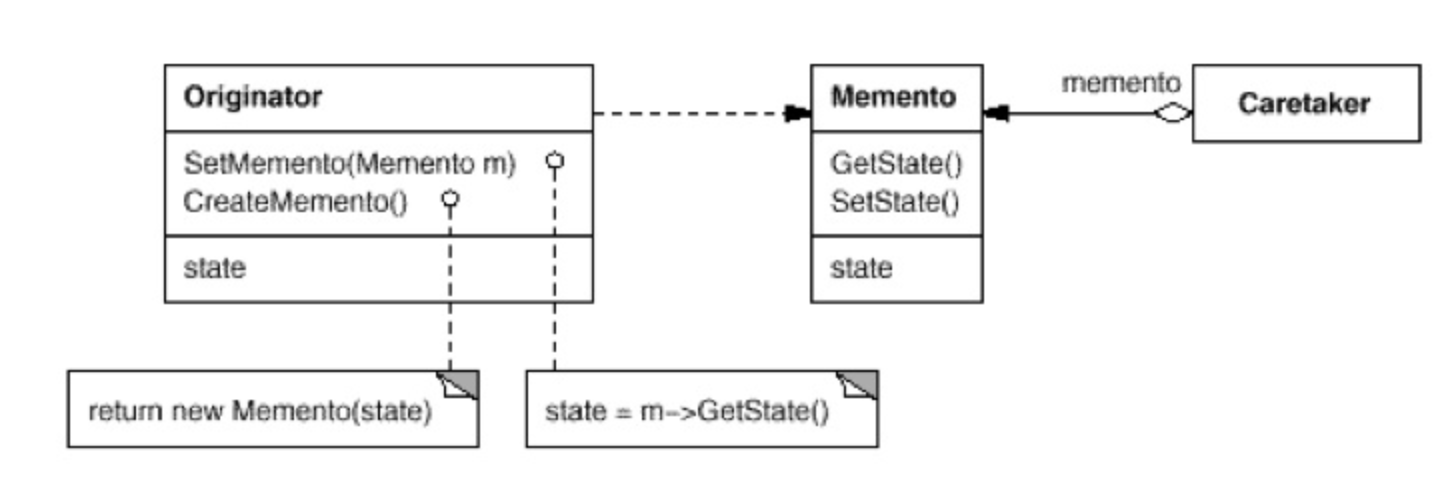 Originator
SetMemento(Memento m)
CreateMemento()
state
return new Memento(state)
state = m->GetState()
Memento
GetState()
SetState()
state
memento
Caretaker